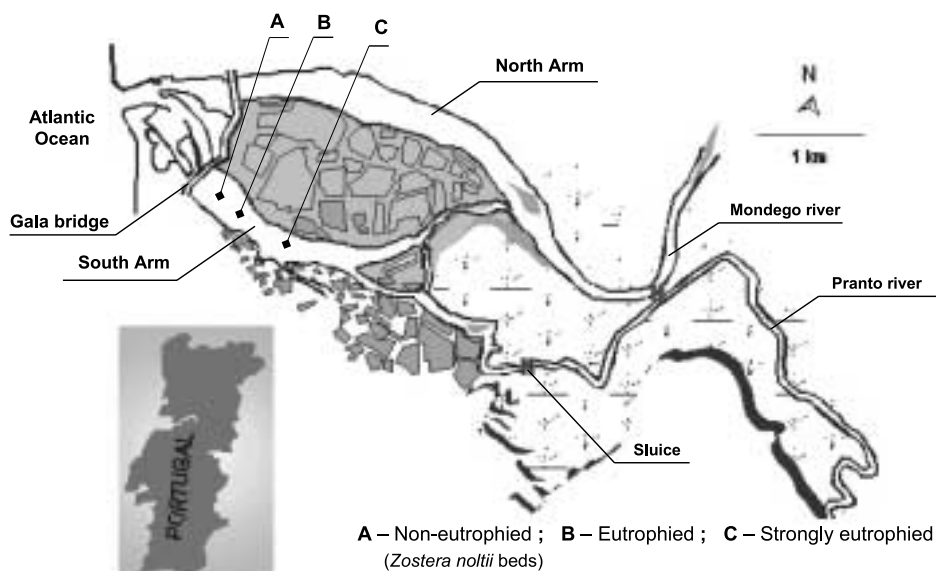 A
B
C
North Arm
N
Atlantic
Ocean
1 km
Gala bridge
Mondego river
South Arm
Pranto river
PORTUGAL
Sluice
A – Non-eutrophied ; B – Eutrophied ; C – Strongly eutrophied
(Zostera noltii beds)